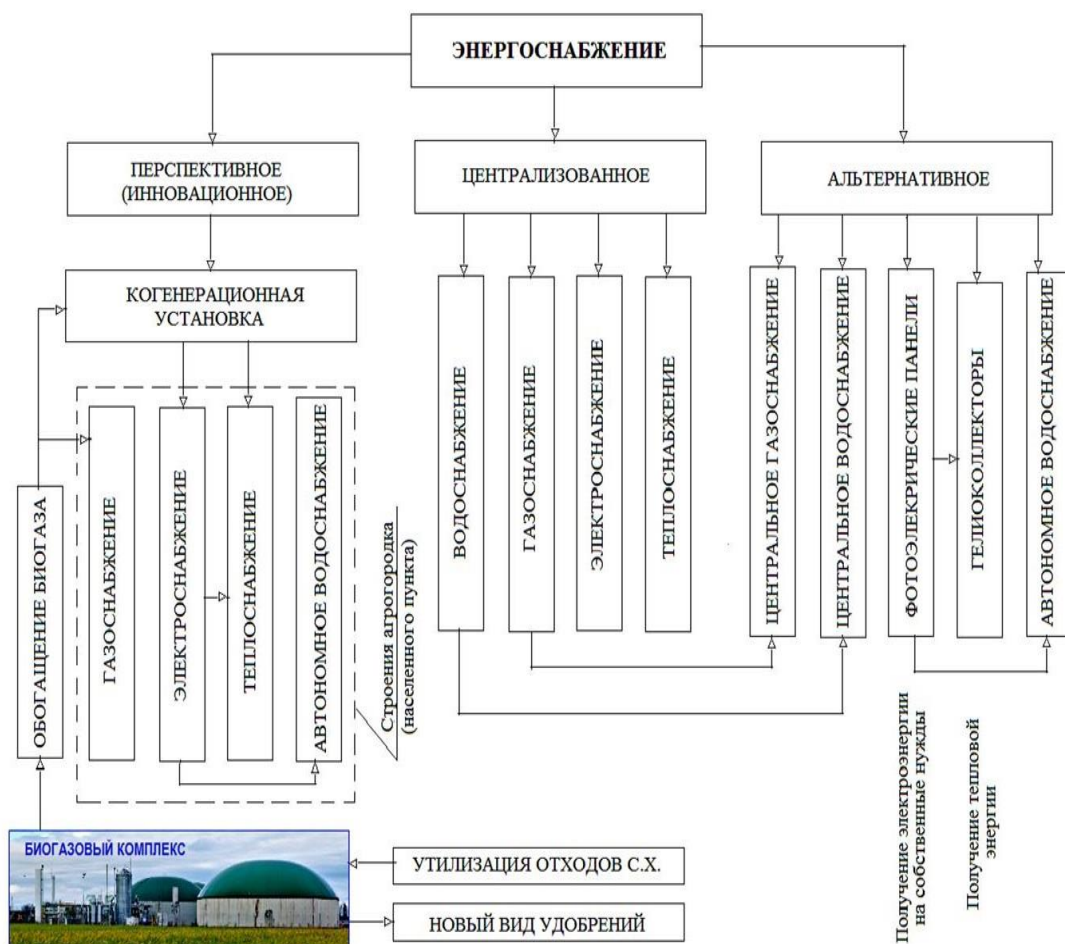 ЭНЕРГОСНАБЖЕНИЕ
ПЕРСПЕКТИВНОЕ
(ИННОВАЦИОННОЕ)
ЦЕНТРАЛИЗОВАННОЕ
АЛЬТЕРНАТИВНОЕ
КОГЕНЕРАЦИОННАЯ
УСТАНОВКА
ОБОГАЩЕНИЕ БИОГАЗА
ГАЗОСНАБЖЕНИЕ
ЭЛЕКТРОСНАБЖЕНИЕ
ТЕПЛОСНАБЖЕНИЕ
АВТОНОМНОЕ ВОДОСНАБЖЕНИЕ
Строения агрогородка
(населенного пункта)
ВОДОСНАБЖЕНИЕ
ГАЗОСНАБЖЕНИЕ
ЭЛЕКТРОСНАБЖЕНИЕ
ТЕПЛОСНАБЖЕНИЕ
ЦЕНТРАЛЬНОЕ ГАЗОСНАБЖЕНИЕ
ЦЕНТРАЛЬНОЕ ВОДОСНАБЖЕНИЕ
ФОТОЭЛЕКРИЧЕСКИЕ ПАНЕЛИ
ГЕЛИОКОЛЛЕКТОРЫ
АВТОНОМНОЕ ВОДОСНАБЖЕНИЕ
Получение электроэнергии
на собственные нужды
Получение тепловой
энергии
БИОГАЗОВЫЙ КОМПЛЕКС
УТИЛИЗАЦИЯ ОТХОДОВ С.Х.
НОВЫЙ ВИД УДОБРЕНИЙ